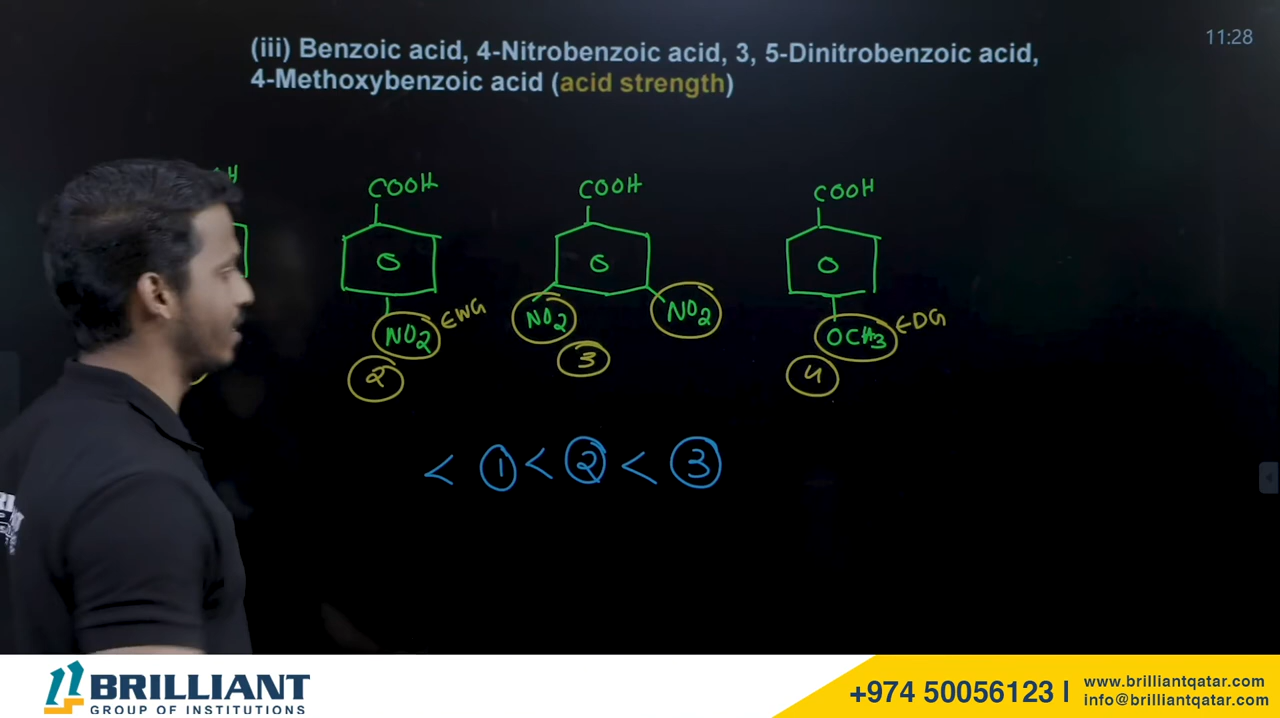 11:28
(iii) Benzoic acid, 4-Nitrobenzoic acid, 3, 5-Dinitrobenzoic acid,
4-Methoxybenzoic acid (acid strength)
COOH COOH COOH
NO2 EWG NO2 NO2 OCH3 EDG
2 3 4
< 1 < 2 < 3
BRILLIANT
GROUP OF INSTITUTIONS
+974 50056123 |
www.brilliantqatar.com
info@brilliantqatar.com